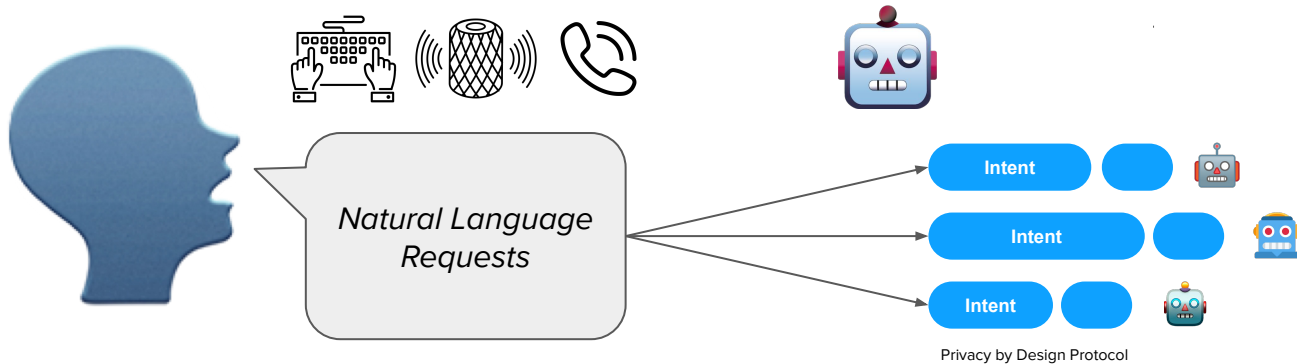 Natural Language
Requests
Intent
Intent
Intent
Privacy by Design Protocol